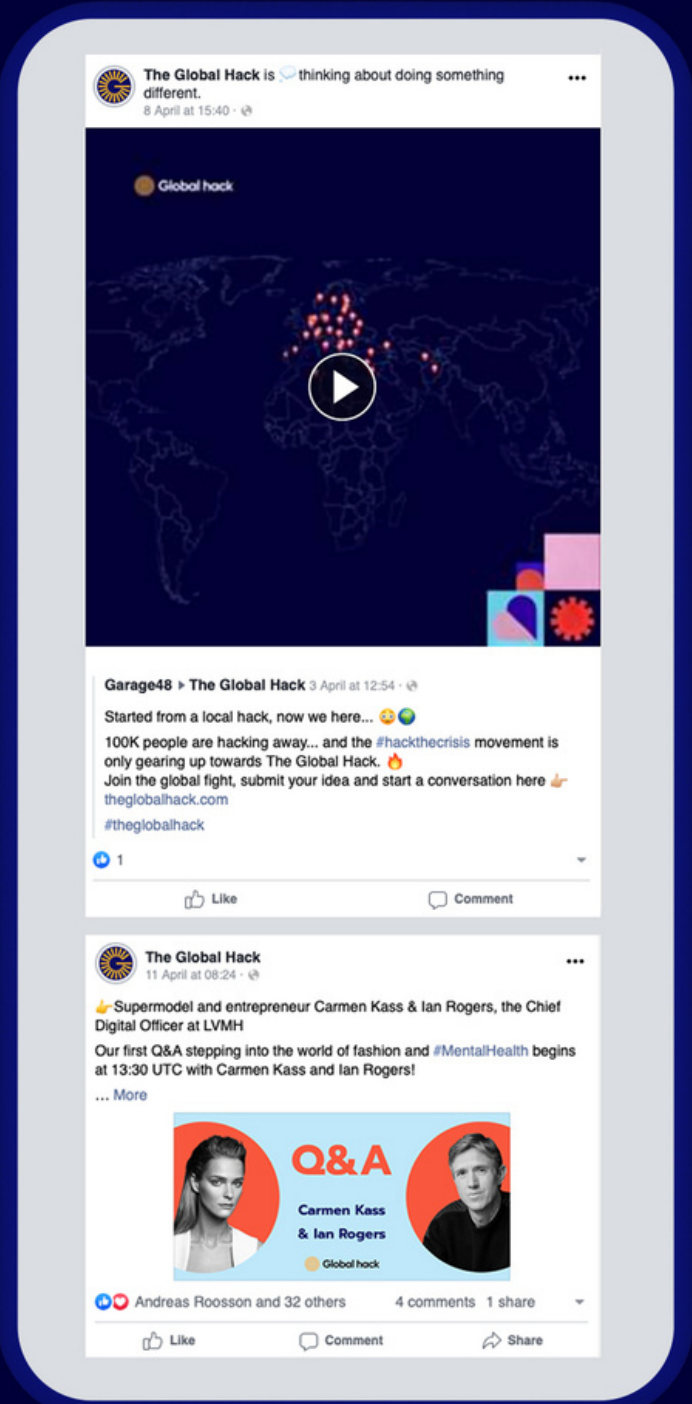 The Global Hack is 💭 thinking about doing something
different.
8 April at 15:40 ·
Global hack
Garage48 ▸ The Global Hack 3 April at 12:54 ·
Started from a local hack, now we here... 😳🌍
100K people are hacking away... and the #hackthecrisis movement is
only gearing up towards The Global Hack. 🔥
Join the global fight, submit your idea and start a conversation here 👉🏼
theglobalhack.com
#theglobalhack
1
Like
Comment
The Global Hack
11 April at 08:24 ·
👉Supermodel and entrepreneur Carmen Kass & Ian Rogers, the Chief
Digital Officer at LVMH
Our first Q&A stepping into the world of fashion and #MentalHealth begins
at 13:30 UTC with Carmen Kass and Ian Rogers!
... More
Q&A
Carmen Kass
& Ian Rogers
Global hack
Andreas Roosson and 32 others 4 comments 1 share
Like
Comment
Share